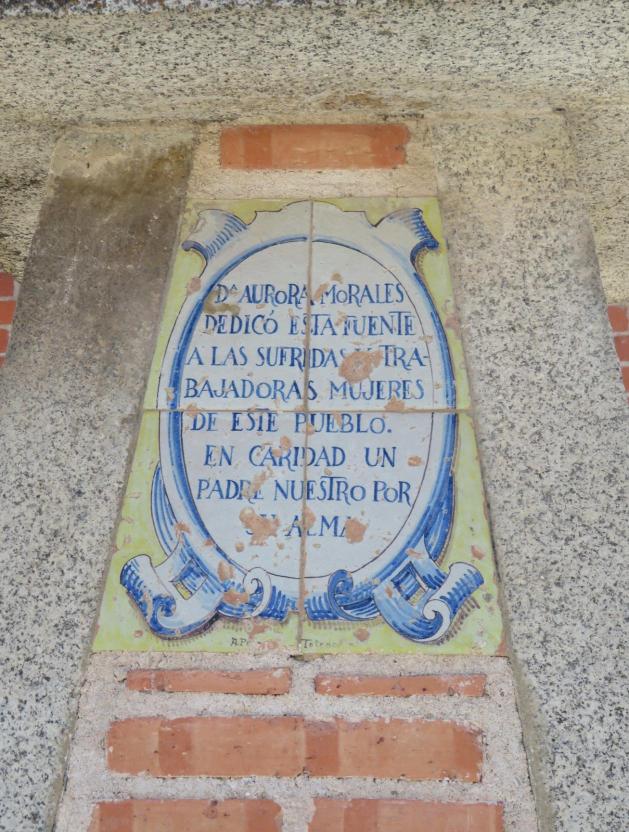 Dª AURORA MORALES
DEDICÓ ESTA FUENTE
A LAS SUFRIDAS Y TRA-
BAJADORAS MUJERES
DE ESTE PUEBLO.
EN CARIDAD UN
PADRE NUESTRO POR
SU ALMA